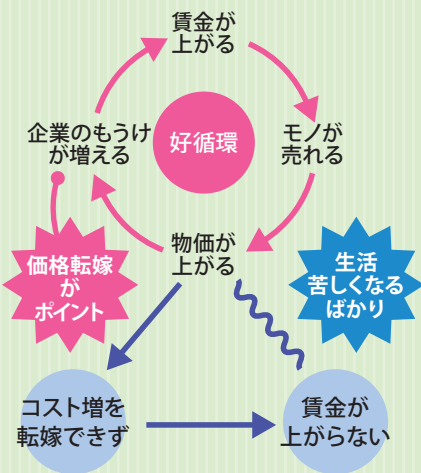 賃金が
上がる
企業のもうけ
が増える
好循環
モノが
売れる
物価が
上がる
価格転嫁
が
ポイント
生活
苦しくなる
ばかり
コスト増を
転嫁できず
賃金が
上がらない